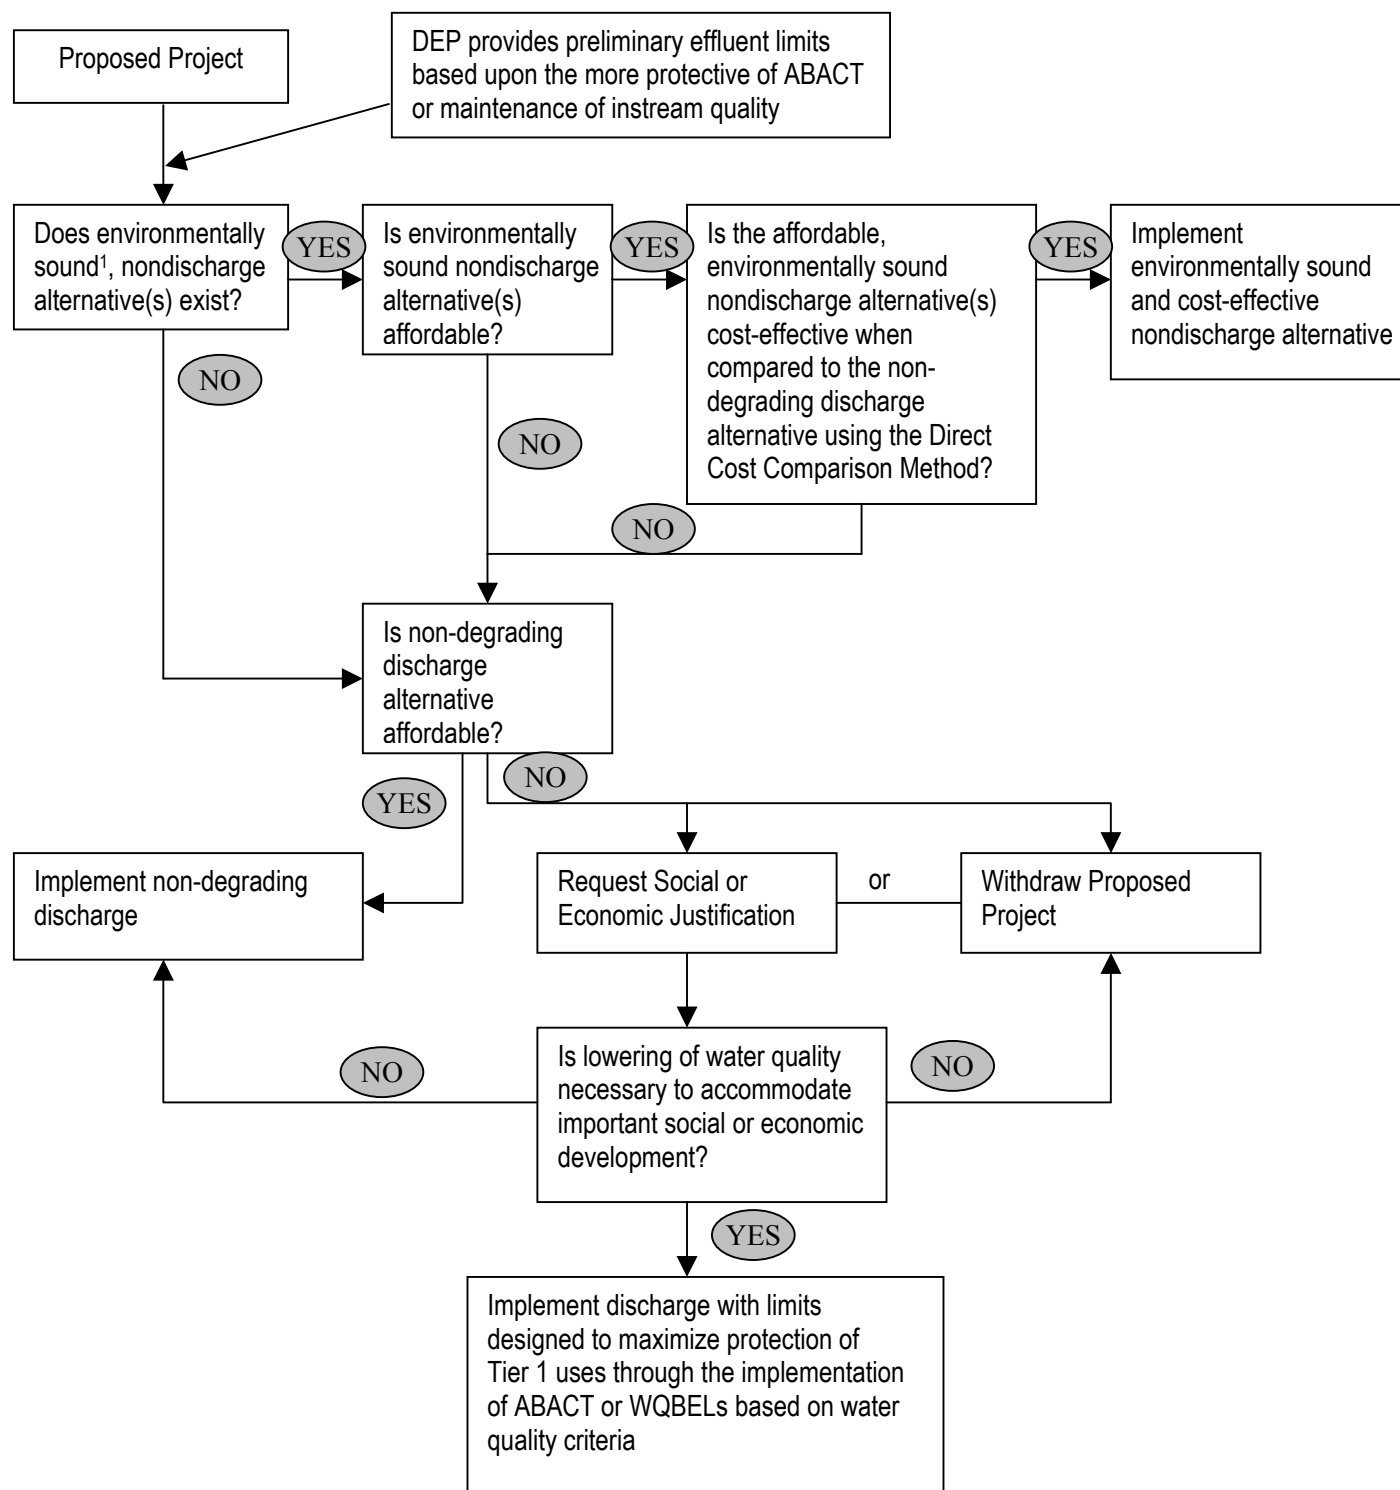 Proposed Project
DEP provides preliminary effluent limits
based upon the more protective of ABACT
or maintenance of instream quality
Does environmentally
sound¹, nondischarge
alternative(s) exist?
YES
Is environmentally
sound nondischarge
alternative(s)
affordable?
YES
Is the affordable,
environmentally sound
nondischarge alternative(s)
cost-effective when
compared to the non-
degrading discharge
alternative using the Direct
Cost Comparison Method?
YES
Implement
environmentally sound
and cost-effective
nondischarge alternative
NO
NO
NO
Is non-degrading
discharge
alternative
affordable?
YES
NO
Implement non-degrading
discharge
Request Social or
Economic Justification
or
Withdraw Proposed
Project
NO
Is lowering of water quality
necessary to accommodate
important social or economic
development?
NO
YES
Implement discharge with limits
designed to maximize protection of
Tier 1 uses through the implementation
of ABACT or WQBELs based on water
quality criteria